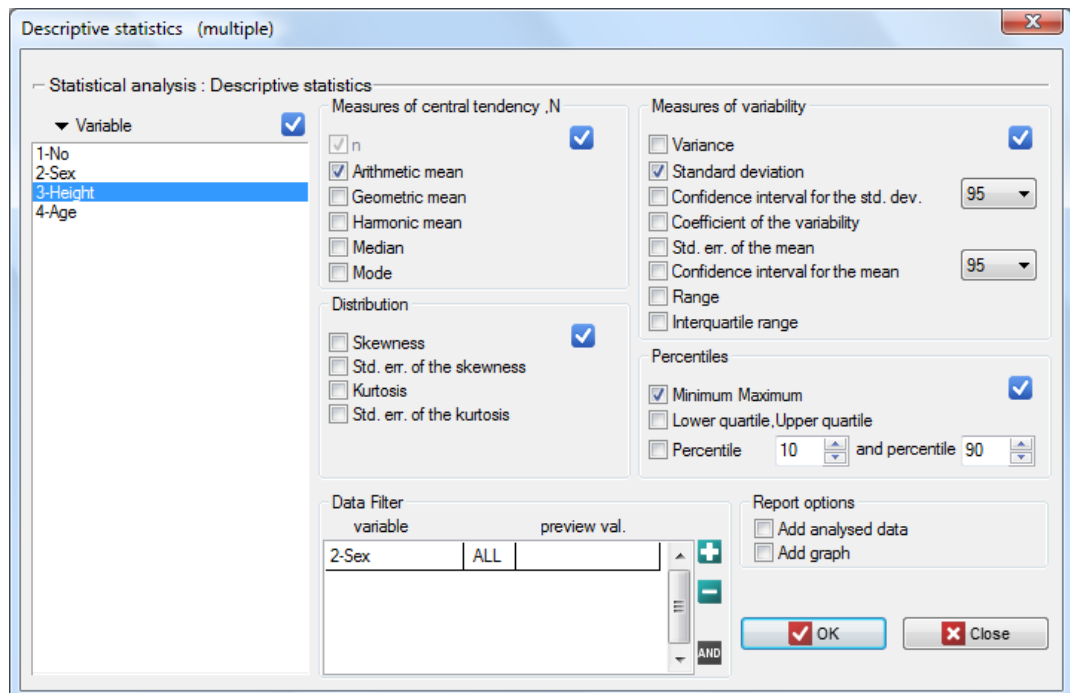 Descriptive statistics   (multiple)
Statistical analysis : Descriptive statistics
Variable
1-No
2-Sex
3-Height
4-Age
Measures of central tendency ,N
n
Arithmetic mean
Geometric mean
Harmonic mean
Median
Mode
Distribution
Skewness
Std. err. of the skewness
Kurtosis
Std. err. of the kurtosis
Measures of variability
Variance
Standard deviation
Confidence interval for the std. dev. 95
Coefficient of the variability
Std. err. of the mean
Confidence interval for the mean 95
Range
Interquartile range
Percentiles
Minimum Maximum
Lower quartile,Upper quartile
Percentile 10 and percentile 90
Data Filter
variable preview val.
2-Sex ALL
AND
Report options
Add analysed data
Add graph
OK Close